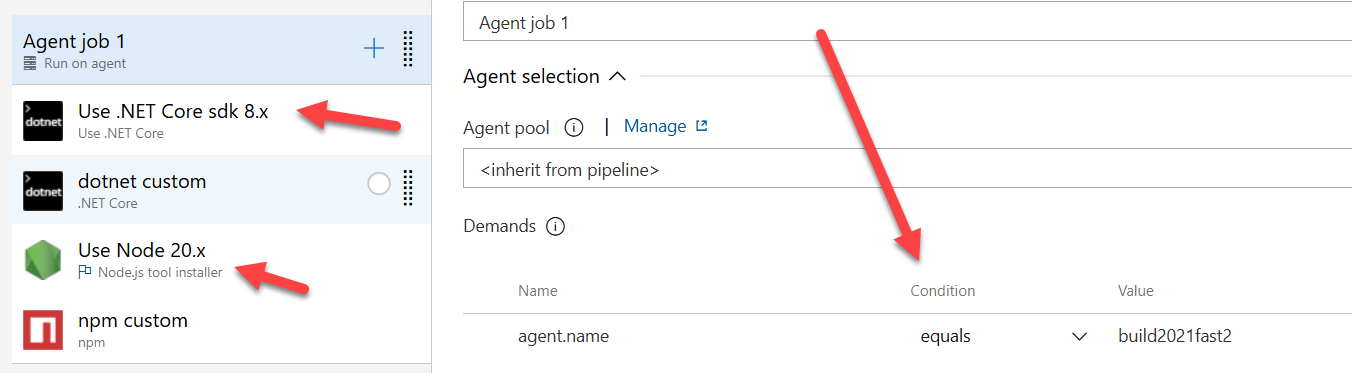 Agent job 1
Run on agent
Use .NET Core sdk 8.x
Use .NET Core
dotnet custom
.NET Core
Use Node 20.x
Node.js tool installer
npm custom
npm
>
dotnet
>
dotnet
Agent job 1
Agent selection
Agent pool | Manage
<inherit from pipeline>
Demands
Name Condition Value
agent.name equals build2021fast2